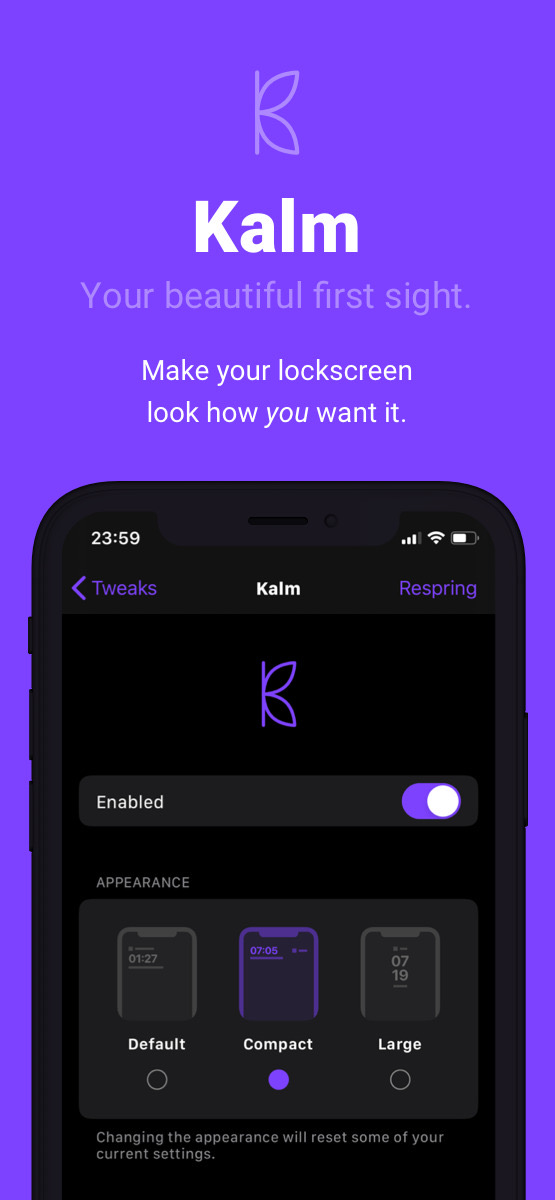 Kalm
Your beautiful first sight.
Make your lockscreen
look how you want it.
23:59
Tweaks
Kalm
Respring
Enabled
APPEARANCE
01:27
07:05
07
19
Default
Compact
Large
Changing the appearance will reset some of your
current settings.